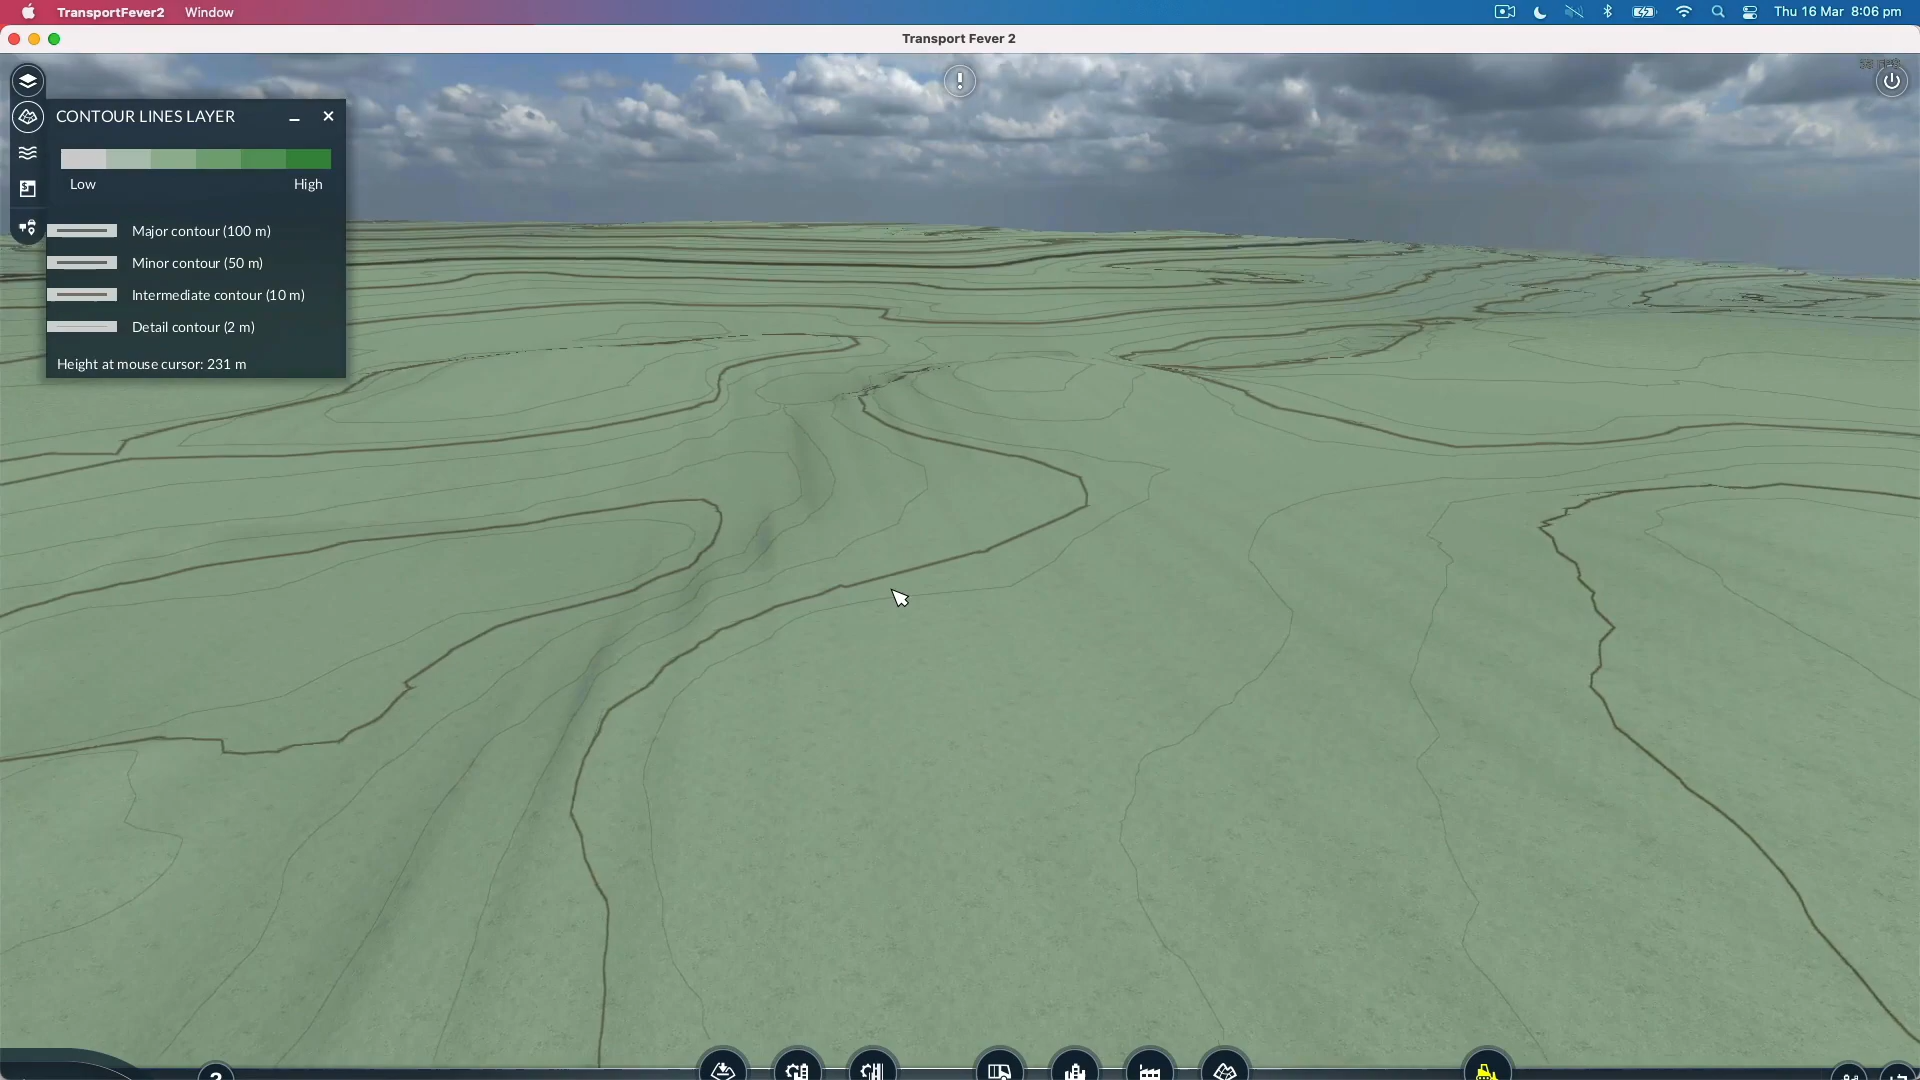 TransportFever2 Window Thu 16 Mar 8:06 pm
Transport Fever 2
CONTOUR LINES LAYER
Low High
Major contour (100 m)
Minor contour (50 m)
Intermediate contour (10 m)
Detail contour (2 m)
Height at mouse cursor: 231 m
?